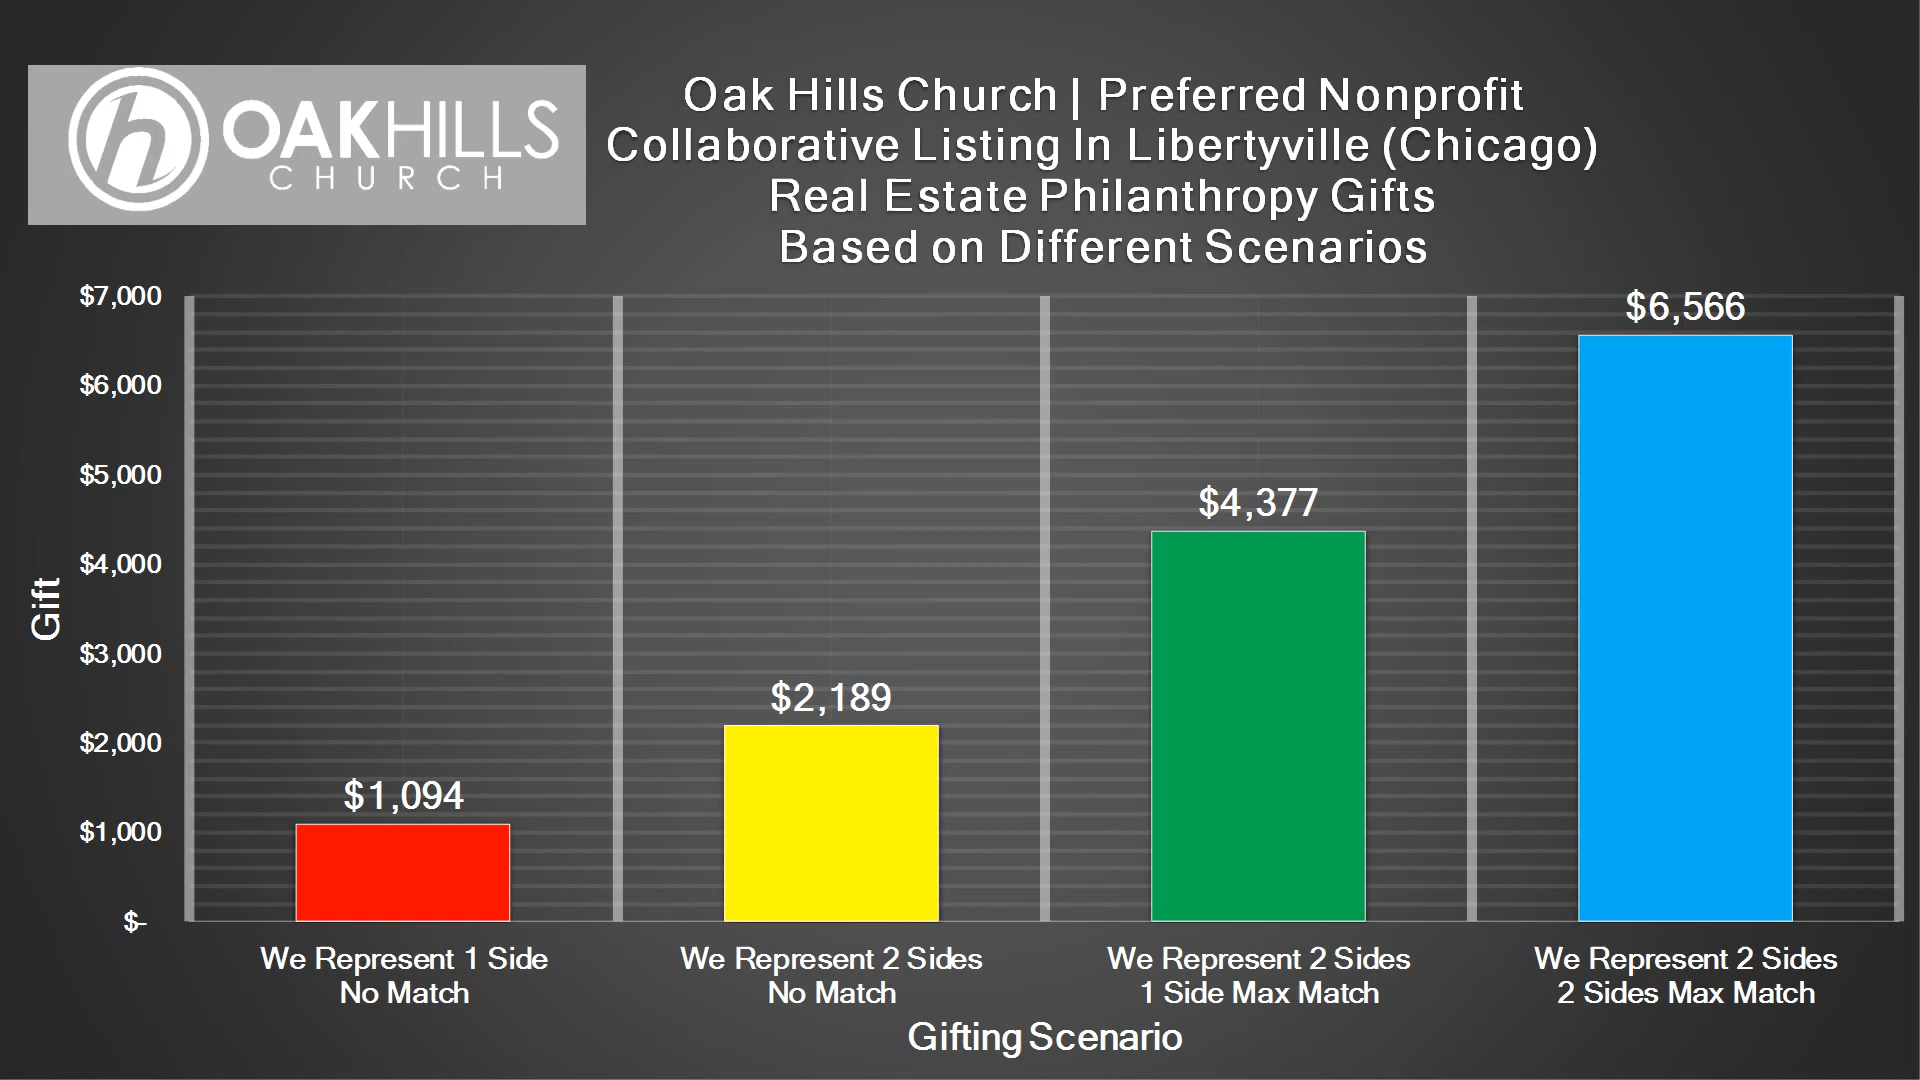 OAKHILLS
CHURCH
Oak Hills Church | Preferred Nonprofit
Collaborative Listing In Libertyville (Chicago)
Real Estate Philanthropy Gifts
Based on Different Scenarios
$7,000
$6,000
$5,000
$4,000
$3,000
$2,000
$1,000
$-
Gift
$1,094
$2,189
$4,377
$6,566
We Represent 1 Side
No Match
We Represent 2 Sides
No Match
We Represent 2 Sides
1 Side Max Match
We Represent 2 Sides
2 Sides Max Match
Gifting Scenario